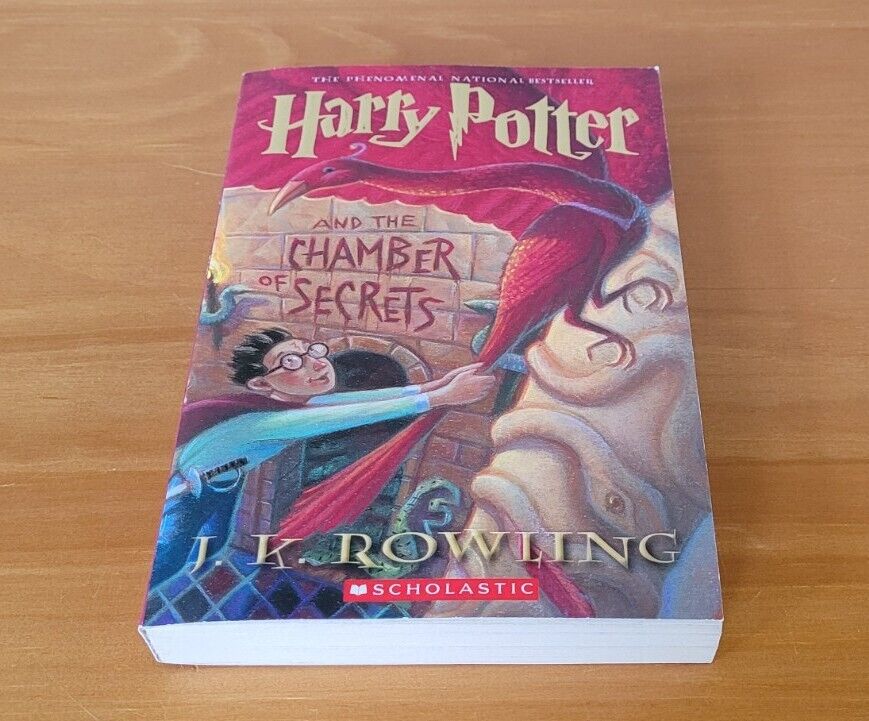 THE PHENOMENAL NATIONAL BESTSELLER
Harry Potter
AND THE
CHAMBER
OF SECRETS
J. K. ROWLING
SCHOLASTIC